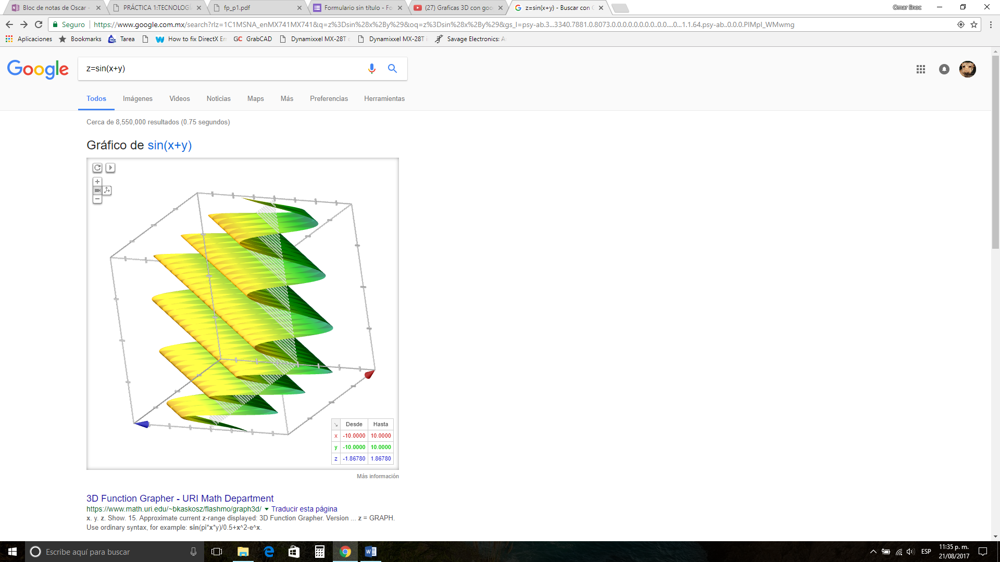 Bloc de notas de Oscar -
PRÁCTICA 1:TECNOLOGÍ
fp_p1.pdf
Formulario sin título - Fo
(27) Graficas 3D con goo
z=sin(x+y) - Buscar con
Omar Enoc
Seguro
https://www.google.com.mx/search?rlz=1C1MSNA_enMX741MX741&q=z%3Dsin%28x%2By%29&oq=z%3Dsin%28x%2By%29&gs_l=psy-ab.3...3340.7881.0.8073.0.0.0.0.0.0.0.0..0.0....0...1.1.64.psy-ab..0.0.0.PIMpl_WMwmg
Aplicaciones
Bookmarks
Tarea
How to fix DirectX Er
GC GrabCAD
Dynamixxel MX-28T
Dynamixxel MX-28T
Savage Electronics:
Google
z=sin(x+y)
Todos
Imágenes
Videos
Noticias
Maps
Más
Preferencias
Herramientas
Cerca de 8,550,000 resultados (0.75 segundos)
Gráfico de sin(x+y)
Desde Hasta
x -10.0000 10.0000
y -10.0000 10.0000
z -1.86780 1.86780
Más información
3D Function Grapher - URI Math Department
https://www.math.uri.edu/~bkaskosz/flashmo/graph3d/ Traducir esta página
x. y. z. Show. 15. Approximate current z-range displayed: 3D Function Grapher. Version ... z = GRAPH.
Use ordinary syntax, for example: sin(pi*x*y)/0.5+x^2-e^x.
Escribe aquí para buscar
ESP
11:35 p. m.
21/08/2017